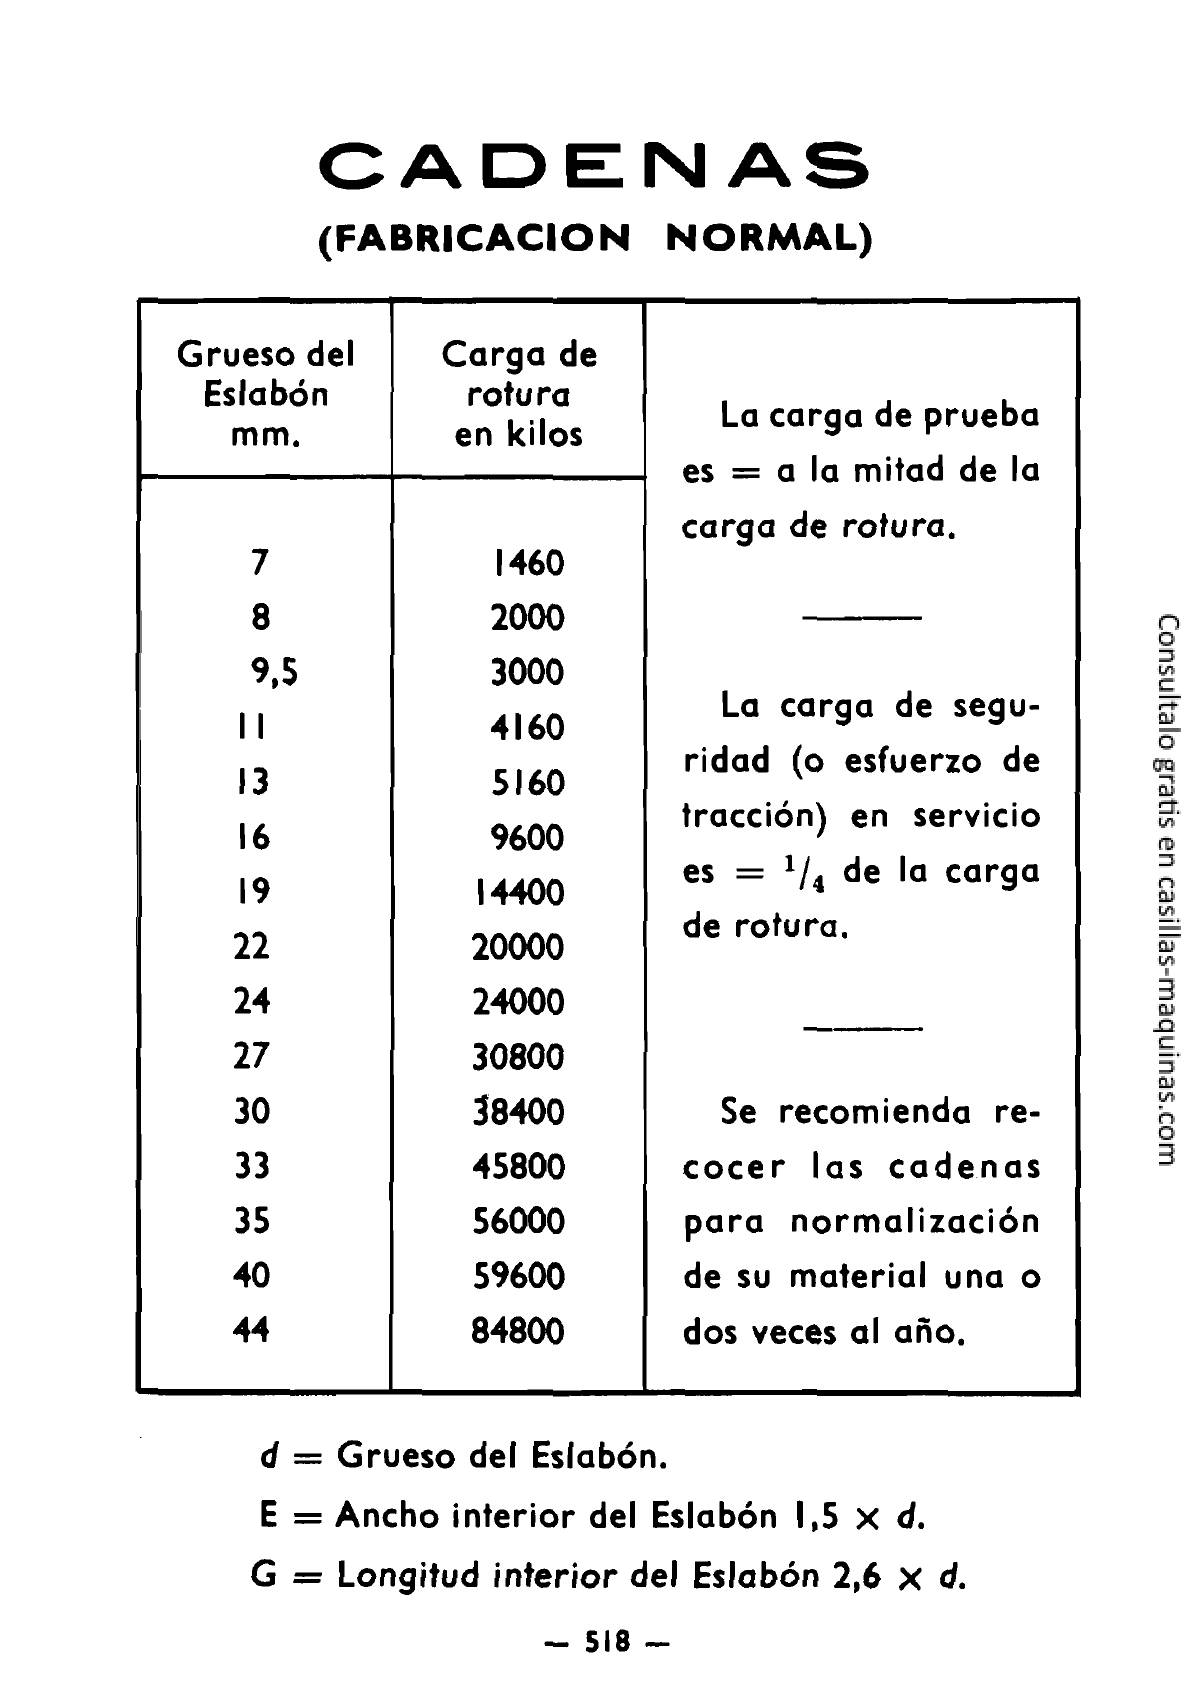 CADENAS
(FABRICACION NORMAL)
Grueso del
Eslabón
mm.
Carga de
rotura
en kilos
7 1460
8 2000
9,5 3000
11 4160
13 5160
16 9600
19 14400
22 20000
24 24000
27 30800
30 38400
33 45800
35 56000
40 59600
44 84800
La carga de prueba
es = a la mitad de la
carga de rotura.
La carga de segu-
ridad (o esfuerzo de
tracción) en servicio
es = 1/4 de la carga
de rotura.
Se recomienda re-
cocer las cadenas
para normalización
de su material una o
dos veces al año.
d = Grueso del Eslabón.
E = Ancho interior del Eslabón 1,5 x d.
G = Longitud interior del Eslabón 2,6 x d.
— 518 —
Consultalo gratis en casillas-maquinas.com